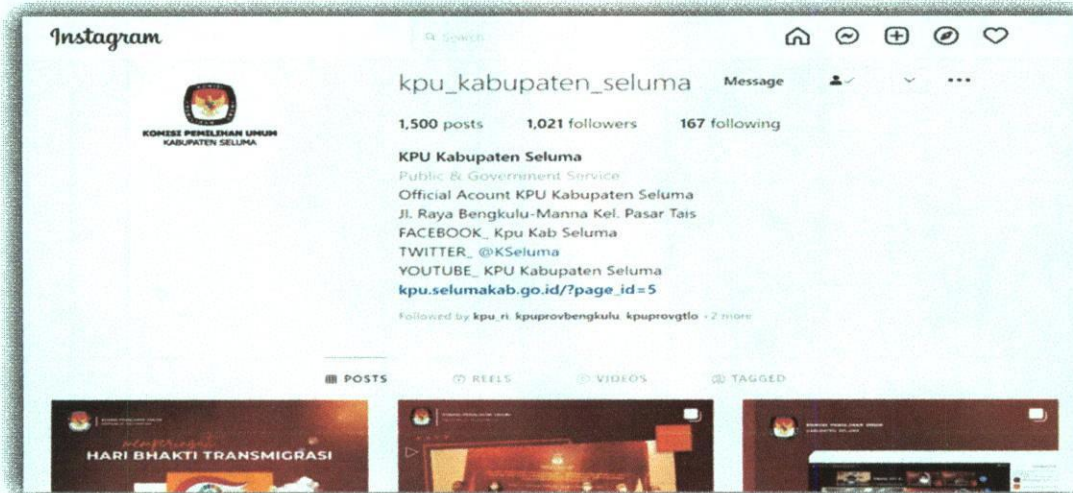 Instagram
Search
kpu_kabupaten_seluma Message
1,500 posts 1,021 followers 167 following
KOMISI PEMILIHAN UMUM
KABUPATEN SELUMA
KPU Kabupaten Seluma
Public & Government Service
Official Acount KPU Kabupaten Seluma
Jl. Raya Bengkulu-Manna Kel. Pasar Tais
FACEBOOK_ Kpu Kab Seluma
TWITTER_ @KSeluma
YOUTUBE_ KPU Kabupaten Seluma
kpu.selumakab.go.id/?page_id=5
Followed by kpu_ri, kpuprovbengkulu, kpuprovgtlo +2 more
POSTS REELS VIDEOS TAGGED
memperingati
HARI BHAKTI TRANSMIGRASI